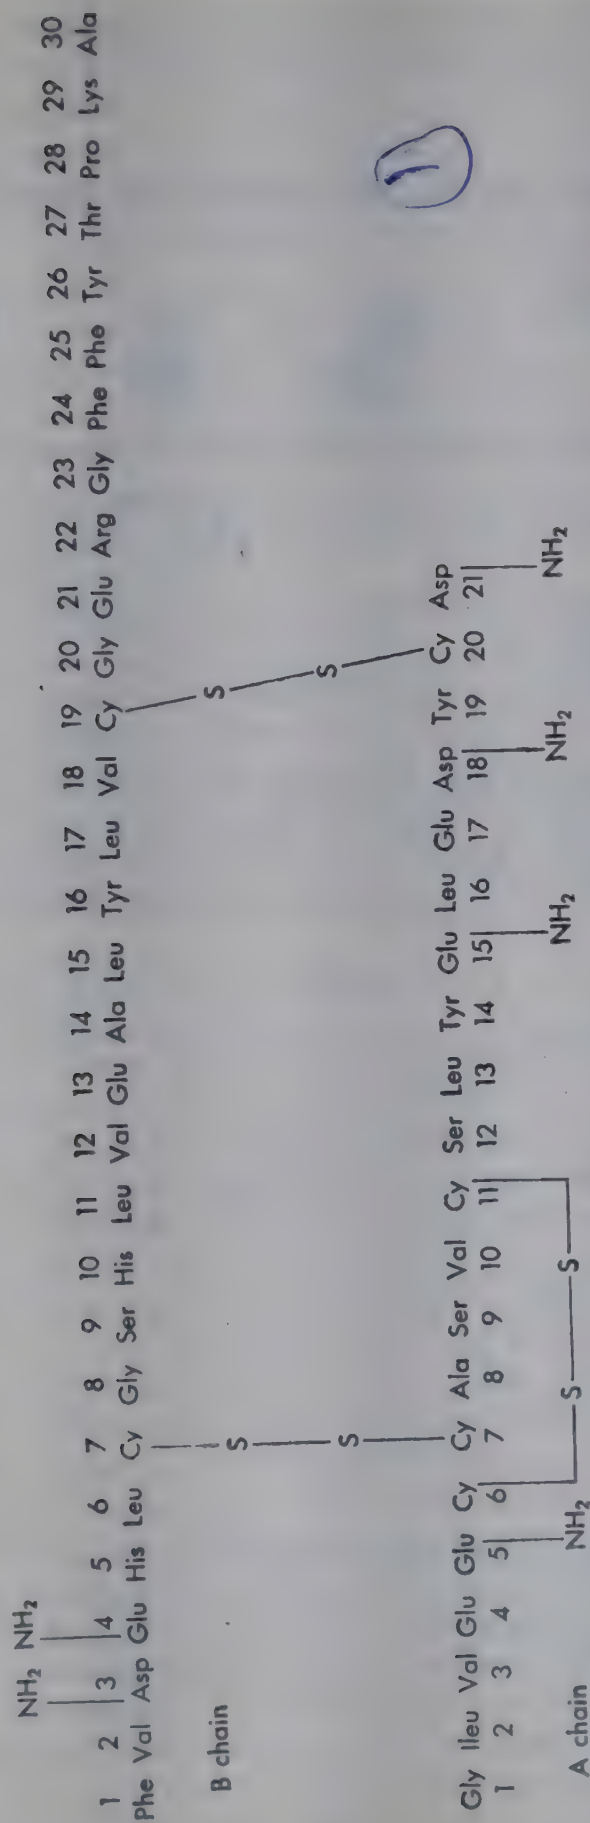 NH₂ NH₂
1 2 3 4 5 6 7 8 9 10 11 12 13 14 15 16 17 18 19 20 21 22 23 24 25 26 27 28 29 30
Phe Val Asp Glu His Leu Cy Gly Ser His Leu Val Glu Ala Leu Tyr Leu Val Cy Gly Glu Arg Gly Phe Phe Tyr Thr Pro Lys Ala
S S
B chain
S S
1
Gly Ileu Val Glu Glu Cy Cy Ala Ser Val Cy Ser Leu Tyr Glu Leu Glu Asp Tyr Cy Asp
1 2 3 4 5 6 7 8 9 10 11 12 13 14 15 16 17 18 19 20 21
NH₂ S S NH₂ NH₂ NH₂
A chain